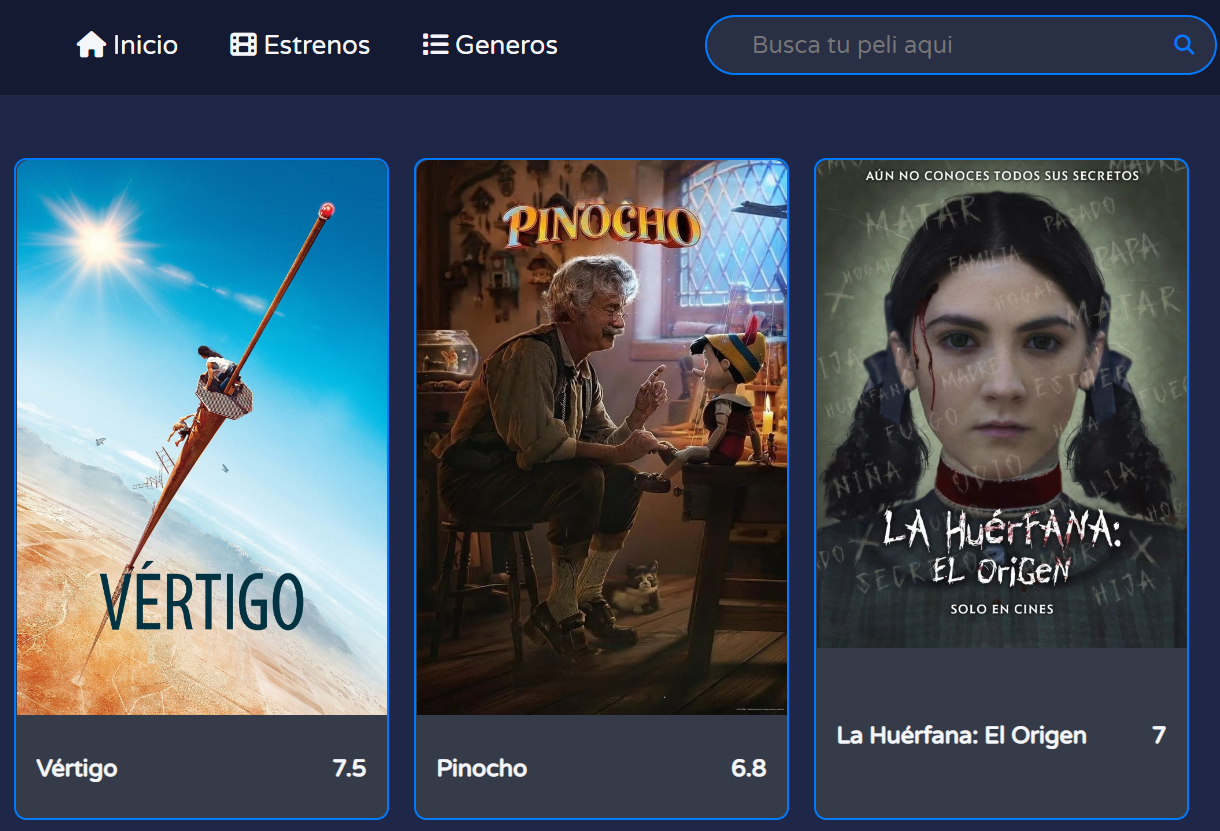 Inicio
Estrenos
Generos
Busca tu peli aqui
VÉRTIGO
Vértigo 7.5
PINOCHO
Pinocho 6.8
AÚN NO CONOCES TODOS SUS SECRETOS
MADRE
MATAR
PASADO
PAPA
FAMILIA
HOGAR
HOGAR
MATAR
HIJA
MADRE
ESTHER
FUEGO
HUÉRFANA
FUEGO
HIJA
NIÑA
ODIO
LA HUÉRFANA:
EL ORIGEN
HIJA
SOLO EN CINES
La Huérfana: El Origen 7